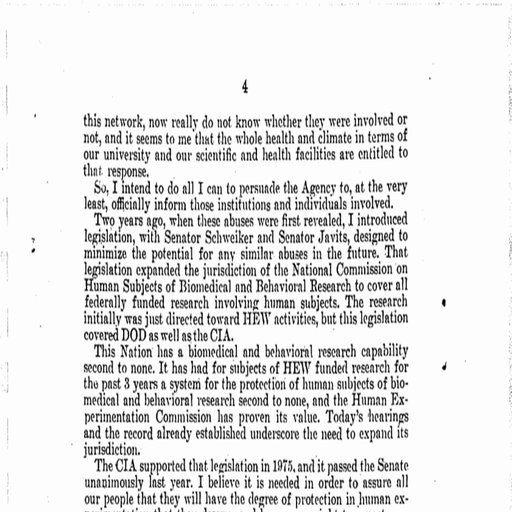 4
this network, now really do not know whether they were involved or
not, and it seems to me that the whole health and climate in terms of
our university and our scientific and health facilities are entitled to
that response.
So, I intend to do all I can to persuade the Agency to, at the very
least, officially inform those institutions and individuals involved.
Two years ago, when these abuses were first revealed, I introduced
legislation, with Senator Schweiker and Senator Javits, designed to
minimize the potential for any similar abuses in the future. That
legislation expanded the jurisdiction of the National Commission on
Human Subjects of Biomedical and Behavioral Research to cover all
federally funded research involving human subjects. The research
initially was just directed toward HEW activities, but this legislation
covered DOD as well as the CIA.
This Nation has a biomedical and behavioral research capability
second to none. It has had for subjects of HEW funded research for
the past 3 years a system for the protection of human subjects of bio-
medical and behavioral research second to none, and the Human Ex-
perimentation Commission has proven its value. Today's hearings
and the record already established underscore the need to expand its
jurisdiction.
The CIA supported that legislation in 1975, and it passed the Senate
unanimously last year. I believe it is needed in order to assure all
our people that they will have the degree of protection in human ex-